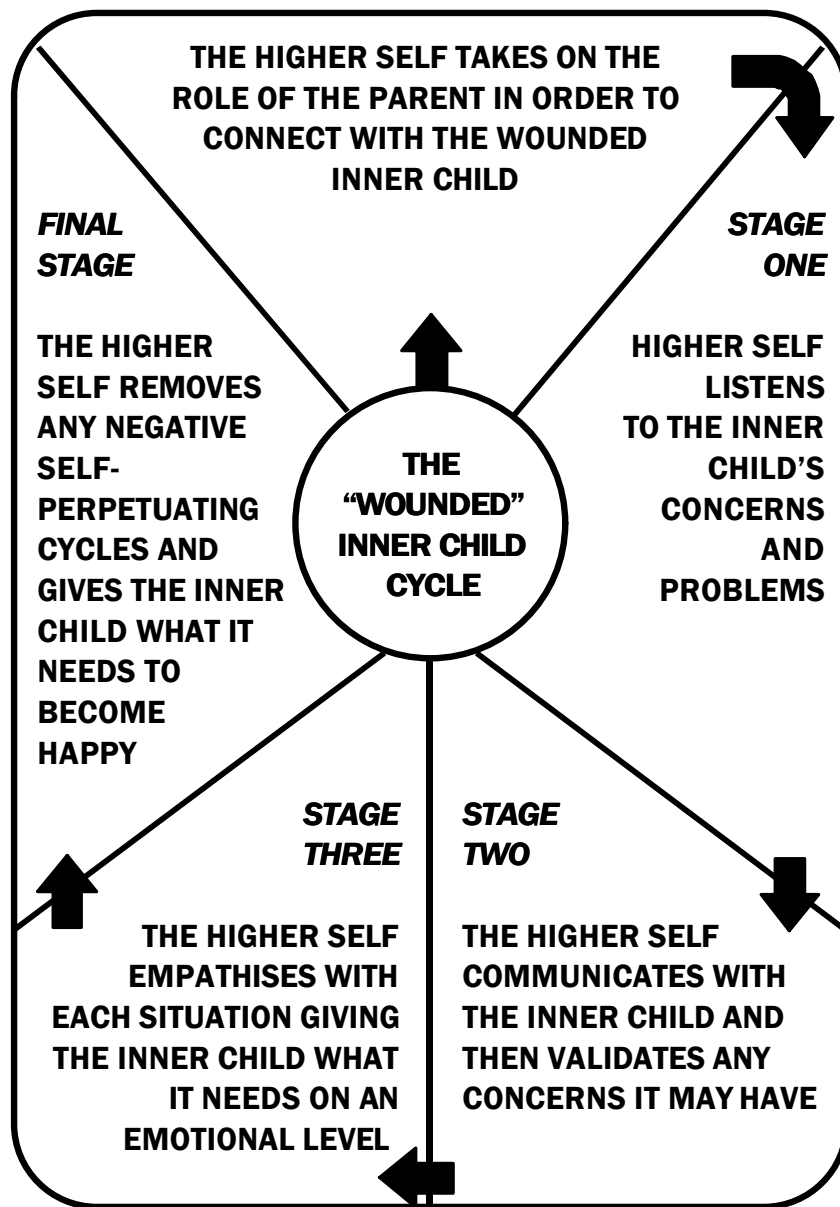 THE HIGHER SELF TAKES ON THE
ROLE OF THE PARENT IN ORDER TO
CONNECT WITH THE WOUNDED
INNER CHILD
STAGE
ONE
HIGHER SELF
LISTENS
TO THE INNER
CHILD'S
CONCERNS
AND
PROBLEMS
STAGE
TWO
THE HIGHER SELF
COMMUNICATES WITH
THE INNER CHILD AND
THEN VALIDATES ANY
CONCERNS IT MAY HAVE
STAGE
THREE
THE HIGHER SELF
EMPATHISES WITH
EACH SITUATION GIVING
THE INNER CHILD WHAT
IT NEEDS ON AN
EMOTIONAL LEVEL
FINAL
STAGE
THE HIGHER
SELF REMOVES
ANY NEGATIVE
SELF-
PERPETUATING
CYCLES AND
GIVES THE INNER
CHILD WHAT IT
NEEDS TO
BECOME
HAPPY
THE
“WOUNDED”
INNER CHILD
CYCLE